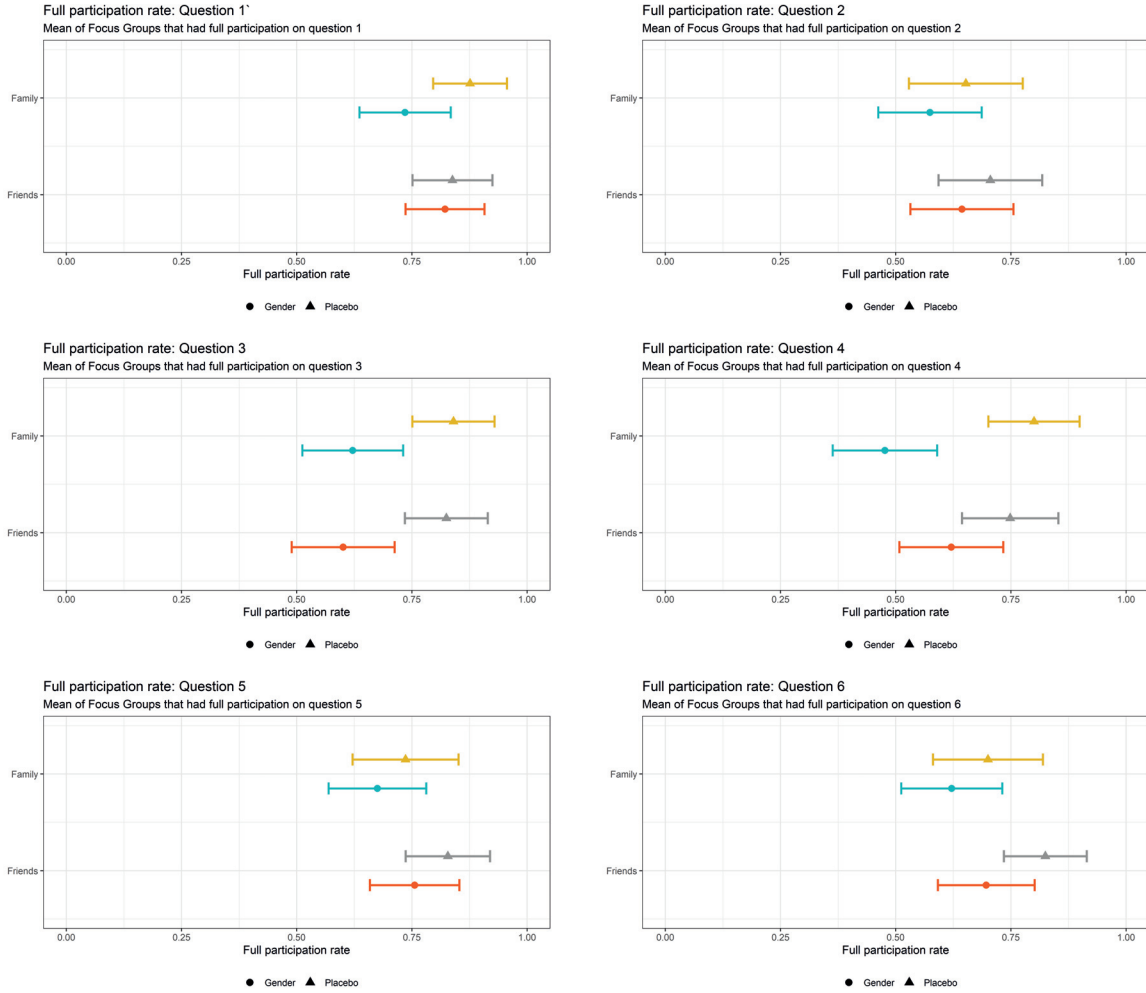 Full participation rate: Question 1`
Mean of Focus Groups that had full participation on question 1
Family
Friends
0.00 0.25 0.50 0.75 1.00
Full participation rate
Gender Placebo
Full participation rate: Question 2
Mean of Focus Groups that had full participation on question 2
Family
Friends
0.00 0.25 0.50 0.75 1.00
Full participation rate
Gender Placebo
Full participation rate: Question 3
Mean of Focus Groups that had full participation on question 3
Family
Friends
0.00 0.25 0.50 0.75 1.00
Full participation rate
Gender Placebo
Full participation rate: Question 4
Mean of Focus Groups that had full participation on question 4
Family
Friends
0.00 0.25 0.50 0.75 1.00
Full participation rate
Gender Placebo
Full participation rate: Question 5
Mean of Focus Groups that had full participation on question 5
Family
Friends
0.00 0.25 0.50 0.75 1.00
Full participation rate
Gender Placebo
Full participation rate: Question 6
Mean of Focus Groups that had full participation on question 6
Family
Friends
0.00 0.25 0.50 0.75 1.00
Full participation rate
Gender Placebo